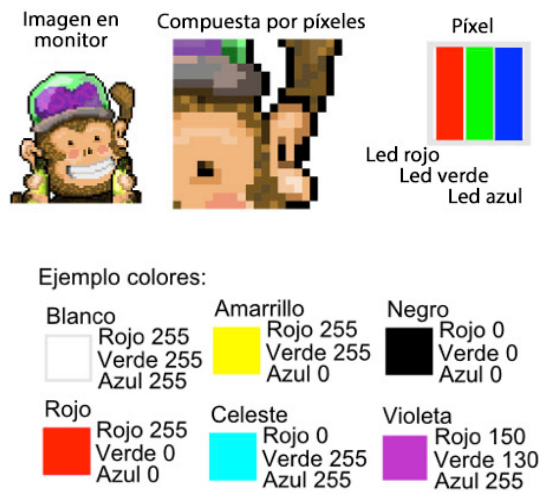 Imagen en
monitor
Compuesta por píxeles
Píxel
Led rojo
Led verde
Led azul
Ejemplo colores:
Blanco
Rojo 255
Verde 255
Azul 255
Amarrillo
Rojo 255
Verde 255
Azul 0
Negro
Rojo 0
Verde 0
Azul 0
Rojo
Rojo 255
Verde 0
Azul 0
Celeste
Rojo 0
Verde 255
Azul 255
Violeta
Rojo 150
Verde 130
Azul 255